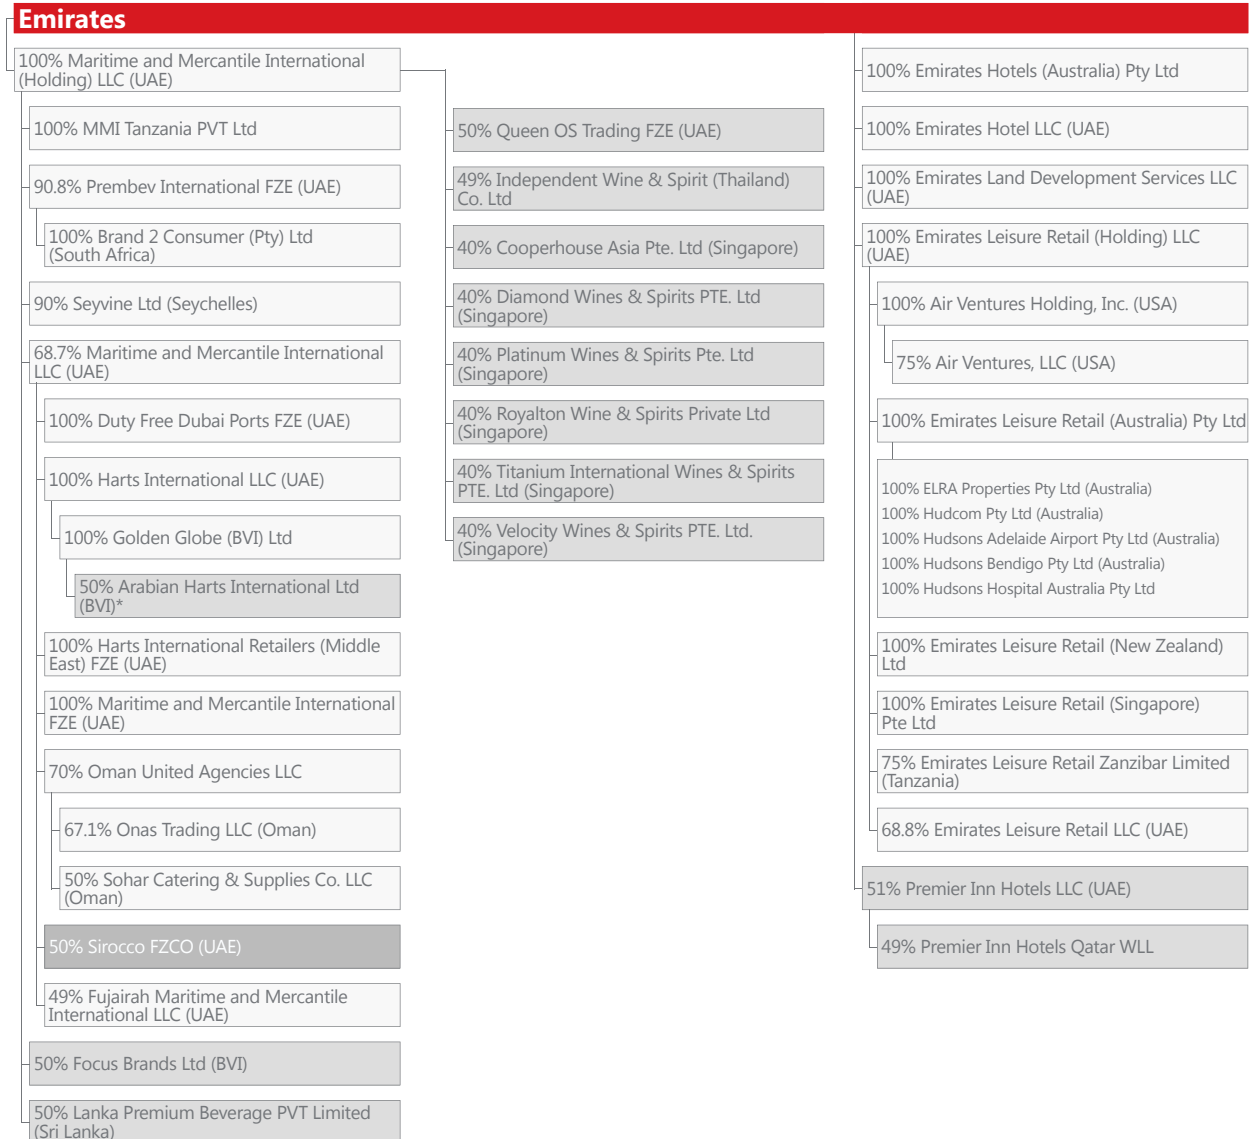 Emirates
100% Maritime and Mercantile International
(Holding) LLC (UAE)
100% MMI Tanzania PVT Ltd
90.8% Prembev International FZE (UAE)
100% Brand 2 Consumer (Pty) Ltd
(South Africa)
90% Seyvine Ltd (Seychelles)
68.7% Maritime and Mercantile International
LLC (UAE)
100% Duty Free Dubai Ports FZE (UAE)
100% Harts International LLC (UAE)
100% Golden Globe (BVI) Ltd
50% Arabian Harts International Ltd
(BVI)*
100% Harts International Retailers (Middle
East) FZE (UAE)
100% Maritime and Mercantile International
FZE (UAE)
70% Oman United Agencies LLC
67.1% Onas Trading LLC (Oman)
50% Sohar Catering & Supplies Co. LLC
(Oman)
50% Sirocco FZCO (UAE)
49% Fujairah Maritime and Mercantile
International LLC (UAE)
50% Focus Brands Ltd (BVI)
50% Lanka Premium Beverage PVT Limited
(Sri Lanka)
50% Queen OS Trading FZE (UAE)
49% Independent Wine & Spirit (Thailand)
Co. Ltd
40% Cooperhouse Asia Pte. Ltd (Singapore)
40% Diamond Wines & Spirits PTE. Ltd
(Singapore)
40% Platinum Wines & Spirits Pte. Ltd
(Singapore)
40% Royalton Wine & Spirits Private Ltd
(Singapore)
40% Titanium International Wines & Spirits
PTE. Ltd (Singapore)
40% Velocity Wines & Spirits PTE. Ltd.
(Singapore)
100% Emirates Hotels (Australia) Pty Ltd
100% Emirates Hotel LLC (UAE)
100% Emirates Land Development Services LLC
(UAE)
100% Emirates Leisure Retail (Holding) LLC
(UAE)
100% Air Ventures Holding, Inc. (USA)
75% Air Ventures, LLC (USA)
100% Emirates Leisure Retail (Australia) Pty Ltd
100% ELRA Properties Pty Ltd (Australia)
100% Hudcom Pty Ltd (Australia)
100% Hudsons Adelaide Airport Pty Ltd (Australia)
100% Hudsons Bendigo Pty Ltd (Australia)
100% Hudsons Hospital Australia Pty Ltd
100% Emirates Leisure Retail (New Zealand)
Ltd
100% Emirates Leisure Retail (Singapore)
Pte Ltd
75% Emirates Leisure Retail Zanzibar Limited
(Tanzania)
68.8% Emirates Leisure Retail LLC (UAE)
51% Premier Inn Hotels LLC (UAE)
49% Premier Inn Hotels Qatar WLL